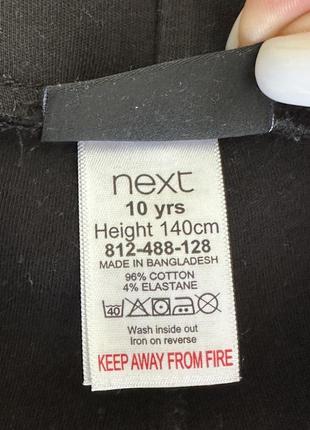 next
10 yrs
Height 140cm
812-488-128
MADE IN BANGLADESH
96% COTTON
4% ELASTANE
40
Wash inside out
Iron on reverse
KEEP AWAY FROM FIRE